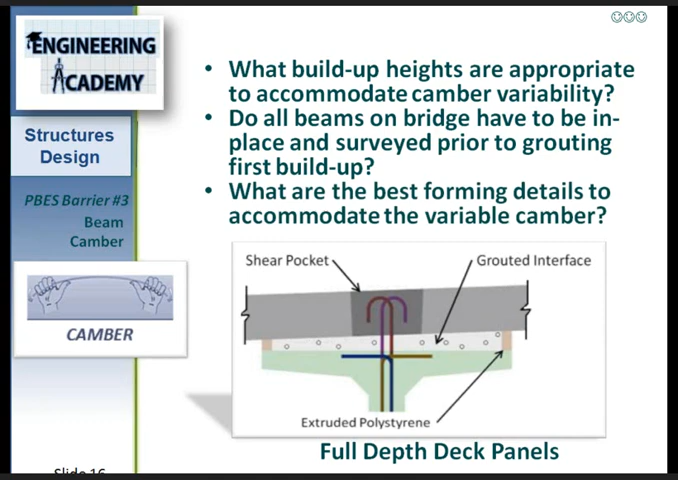 ENGINEERING
ACADEMY
Structures
Design
PBES Barrier #3
Beam
Camber
CAMBER
• What build-up heights are appropriate
to accommodate camber variability?
• Do all beams on bridge have to be in-
place and surveyed prior to grouting
first build-up?
• What are the best forming details to
accommodate the variable camber?
Shear Pocket
Grouted Interface
Extruded Polystyrene
Full Depth Deck Panels
Slide 16